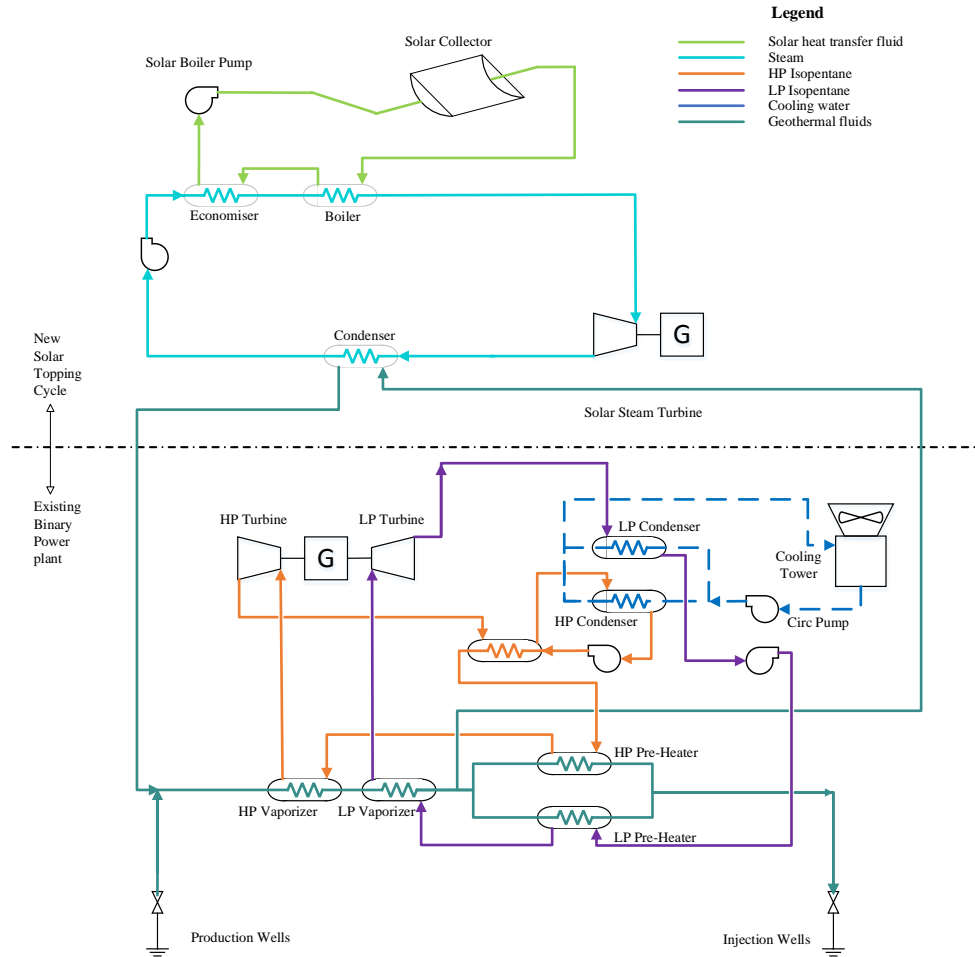 Legend
Solar heat transfer fluid
Steam
HP Isopentane
LP Isopentane
Cooling water
Geothermal fluids
Solar Collector
Solar Boiler Pump
Economiser
Boiler
G
Condenser
New
Solar
Topping
Cycle
Solar Steam Turbine
Existing
Binary
Power
plant
HP Turbine
LP Turbine
G
LP Condenser
Cooling
Tower
HP Condenser
Circ Pump
HP Pre-Heater
HP Vaporizer
LP Vaporizer
LP Pre-Heater
Production Wells
Injection Wells